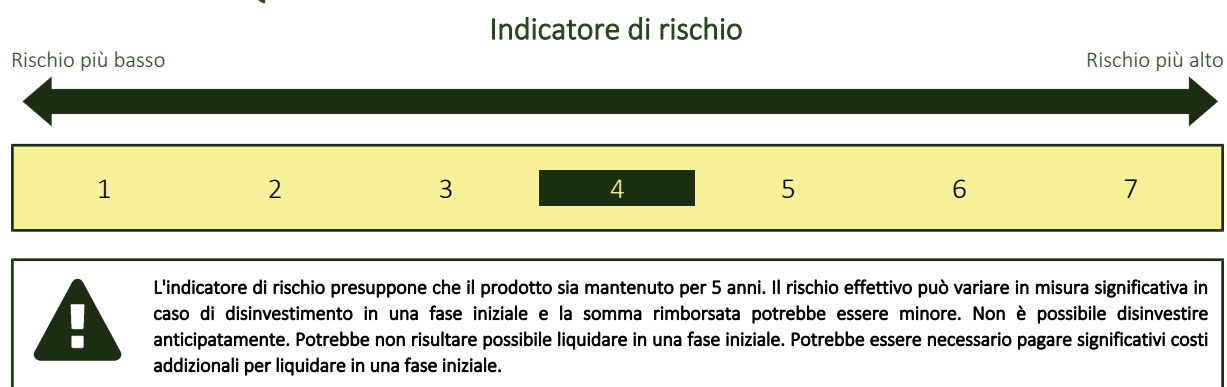 Indicatore di rischio
Rischio più basso
Rischio più alto
1 2 3 4 5 6 7
L'indicatore di rischio presuppone che il prodotto sia mantenuto per 5 anni. Il rischio effettivo può variare in misura significativa in
caso di disinvestimento in una fase iniziale e la somma rimborsata potrebbe essere minore. Non è possibile disinvestire
anticipatamente. Potrebbe non risultare possibile liquidare in una fase iniziale. Potrebbe essere necessario pagare significativi costi
addizionali per liquidare in una fase iniziale.